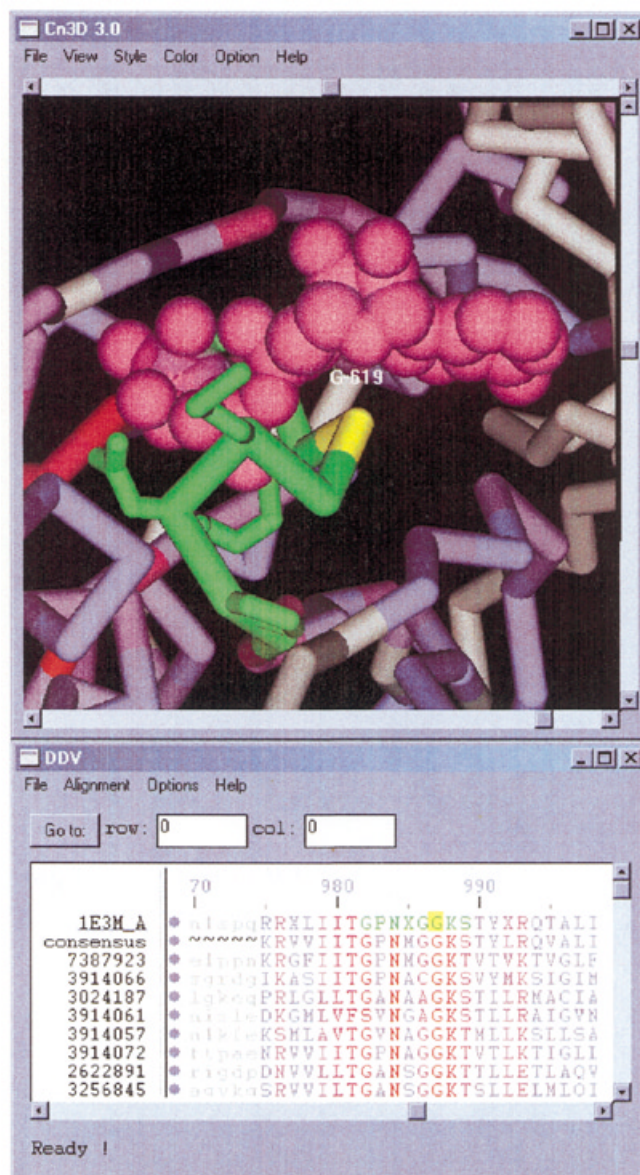 Cn3D 3.0
File View Style Color Option Help
G-619
DDV
File Alignment Options Help
Go to: row: 0 col: 0
70 980 990
1E3M_A RRXLIITGPNXGGKSTYXRQTALI
consensus ~~~~~KRVVIITGPNMGGKSTYLRQVALI
7387923 KRGFIITGPNMGGKTVTVKTVGLF
3914066 IKASIITGPNACGKSVYMKSIGIM
3024187 PRLGLLTGANAAGKSTILRMACIA
3914061 DKGMLVFSVNGAGKSTLLRAIGVN
3914057 KSMLAVTGVNAGGKTMLLKSLLSA
3914072 NRVVIITGPNAGGKTVTLKTIGLI
2622891 DNVVLLTGANSGGKTTLLETLAQV
3256845 SRWVILTGANSGGKTSLLELMLQI
Ready !